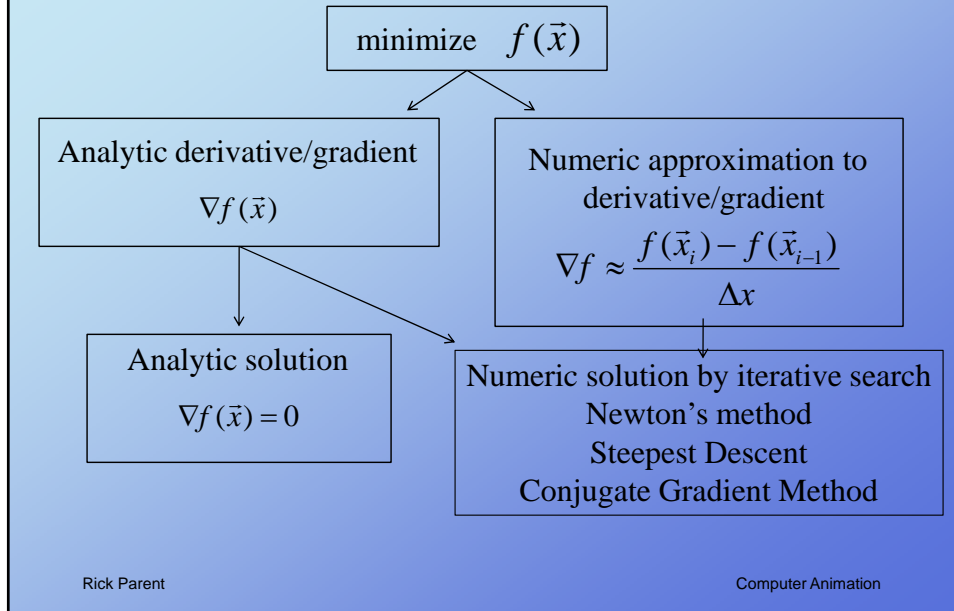 minimize f(x⃗)
Analytic derivative/gradient
∇f(x⃗)
Numeric approximation to
derivative/gradient
∇f ≈ (f(x⃗ᵢ) − f(x⃗ᵢ₋₁)) / Δx
Analytic solution
∇f(x⃗) = 0
Numeric solution by iterative search
Newton’s method
Steepest Descent
Conjugate Gradient Method
Rick Parent
Computer Animation